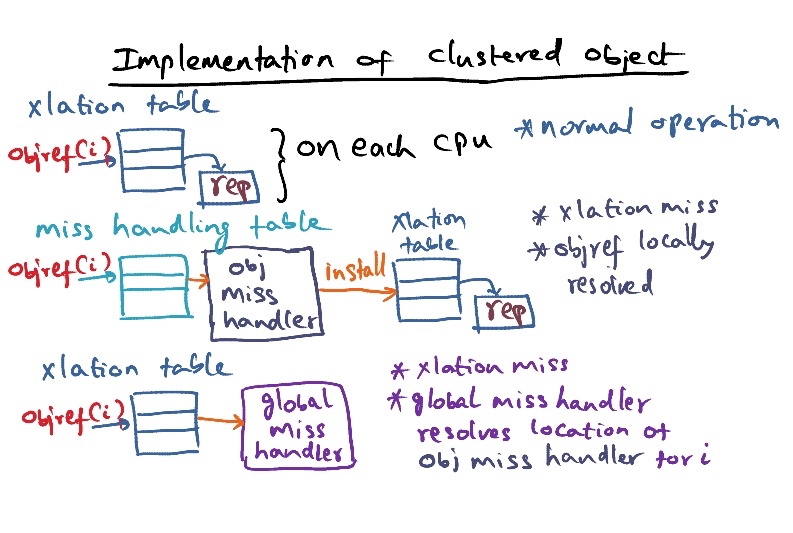 Implementation of clustered object
xlation table
objref(i)
rep
on each cpu
* normal operation
miss handling table
objref(i)
obj
miss
handler
install
xlation
table
rep
* xlation miss
* objref locally
resolved
xlation table
objref(i)
global
miss
handler
* xlation miss
* global miss handler
resolves location of
obj miss handler for i